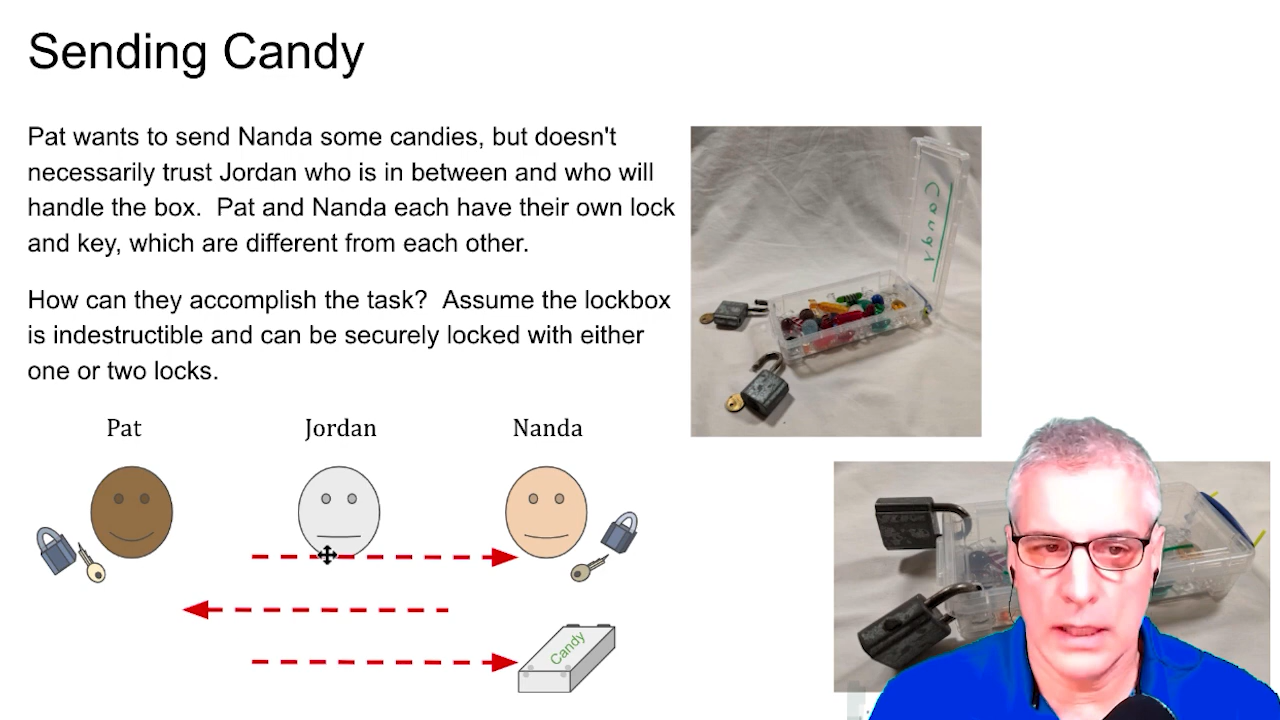 Sending Candy
Pat wants to send Nanda some candies, but doesn't
necessarily trust Jordan who is in between and who will
handle the box.  Pat and Nanda each have their own lock
and key, which are different from each other.
How can they accomplish the task?  Assume the lockbox
is indestructible and can be securely locked with either
one or two locks.
Candy
Pat
Jordan
Nanda
Candy